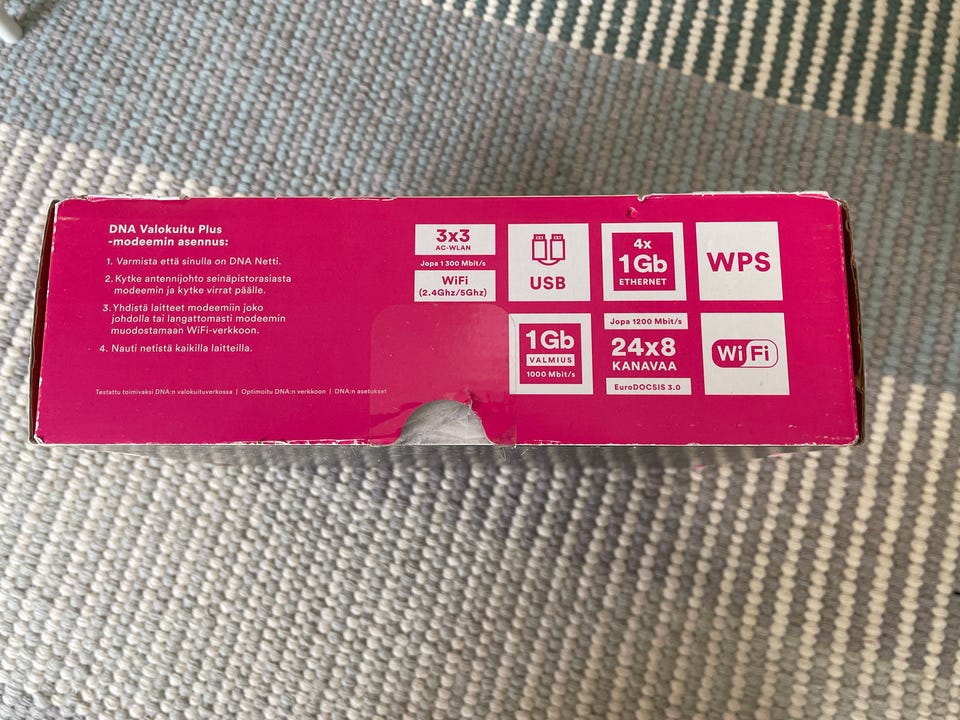 DNA Valokuitu Plus
-modeemin asennus:
1. Varmista että sinulla on DNA Netti.
2. Kytke antennijohto seinäpistorasiasta
modeemiin ja kytke virrat päälle.
3. Yhdistä laitteet modeemiin joko
johdolla tai langattomasti modeemin
muodostamaan WiFi-verkkoon.
4. Nauti netistä kaikilla laitteilla.
Testattu toimivaksi DNA:n valokuituverkossa | Optimoitu DNA:n verkkoon | DNA:n asetukset
3x3
AC-WLAN
Jopa 1300 Mbit/s
WiFi
(2.4Ghz/5Ghz)
USB
4x
1Gb
ETHERNET
WPS
1Gb
VALMIUS
1000 Mbit/s
Jopa 1200 Mbit/s
24x8
KANAVAA
EuroDOCSIS 3.0
WiFi